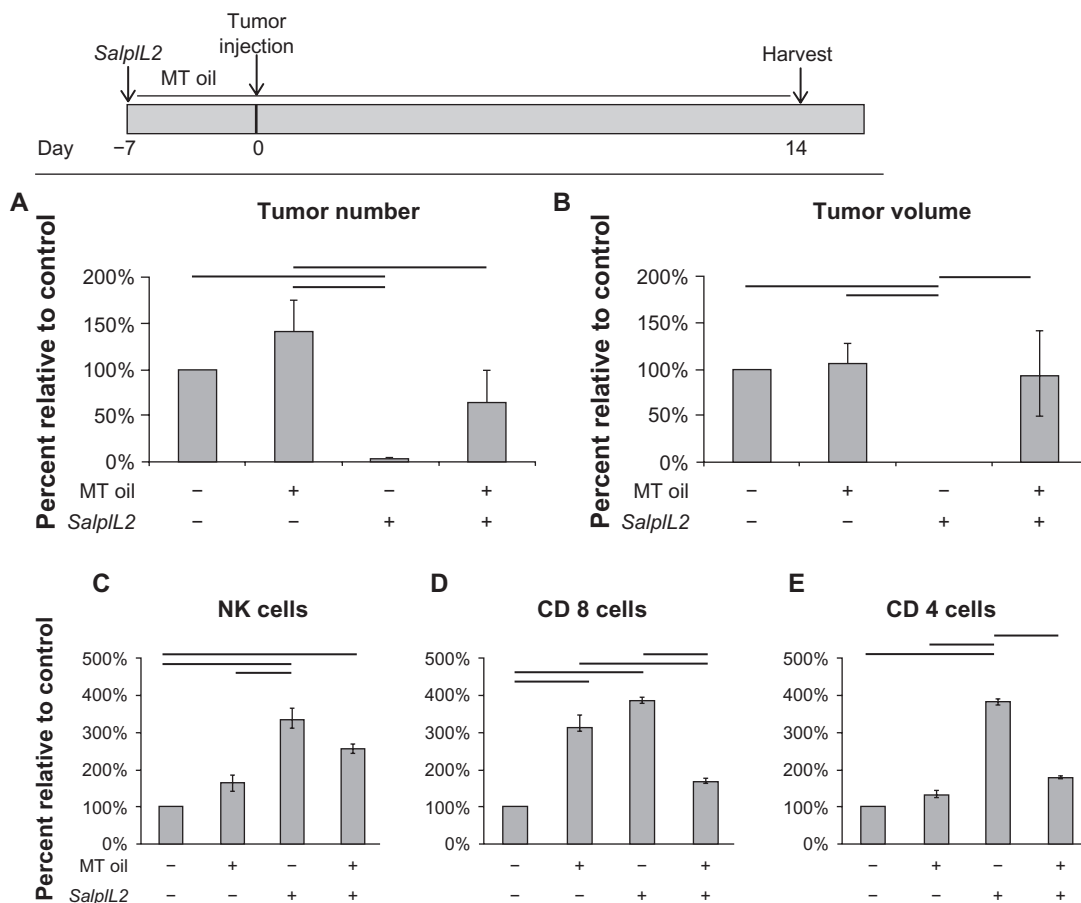 Tumor
injection
SalpIL2
MT oil
Harvest
Day
−7
0
14
A
Tumor number
Percent relative to control
200%
150%
100%
50%
0%
MT oil
− + − +
SalpIL2
− − + +
B
Tumor volume
Percent relative to control
200%
150%
100%
50%
0%
MT oil
− + − +
SalpIL2
− − + +
C
NK cells
Percent relative to control
500%
400%
300%
200%
100%
0%
MT oil
− + − +
SalpIL2
− − + +
D
CD 8 cells
500%
400%
300%
200%
100%
0%
− + − +
− − + +
E
CD 4 cells
500%
400%
300%
200%
100%
0%
− + − +
− − + +